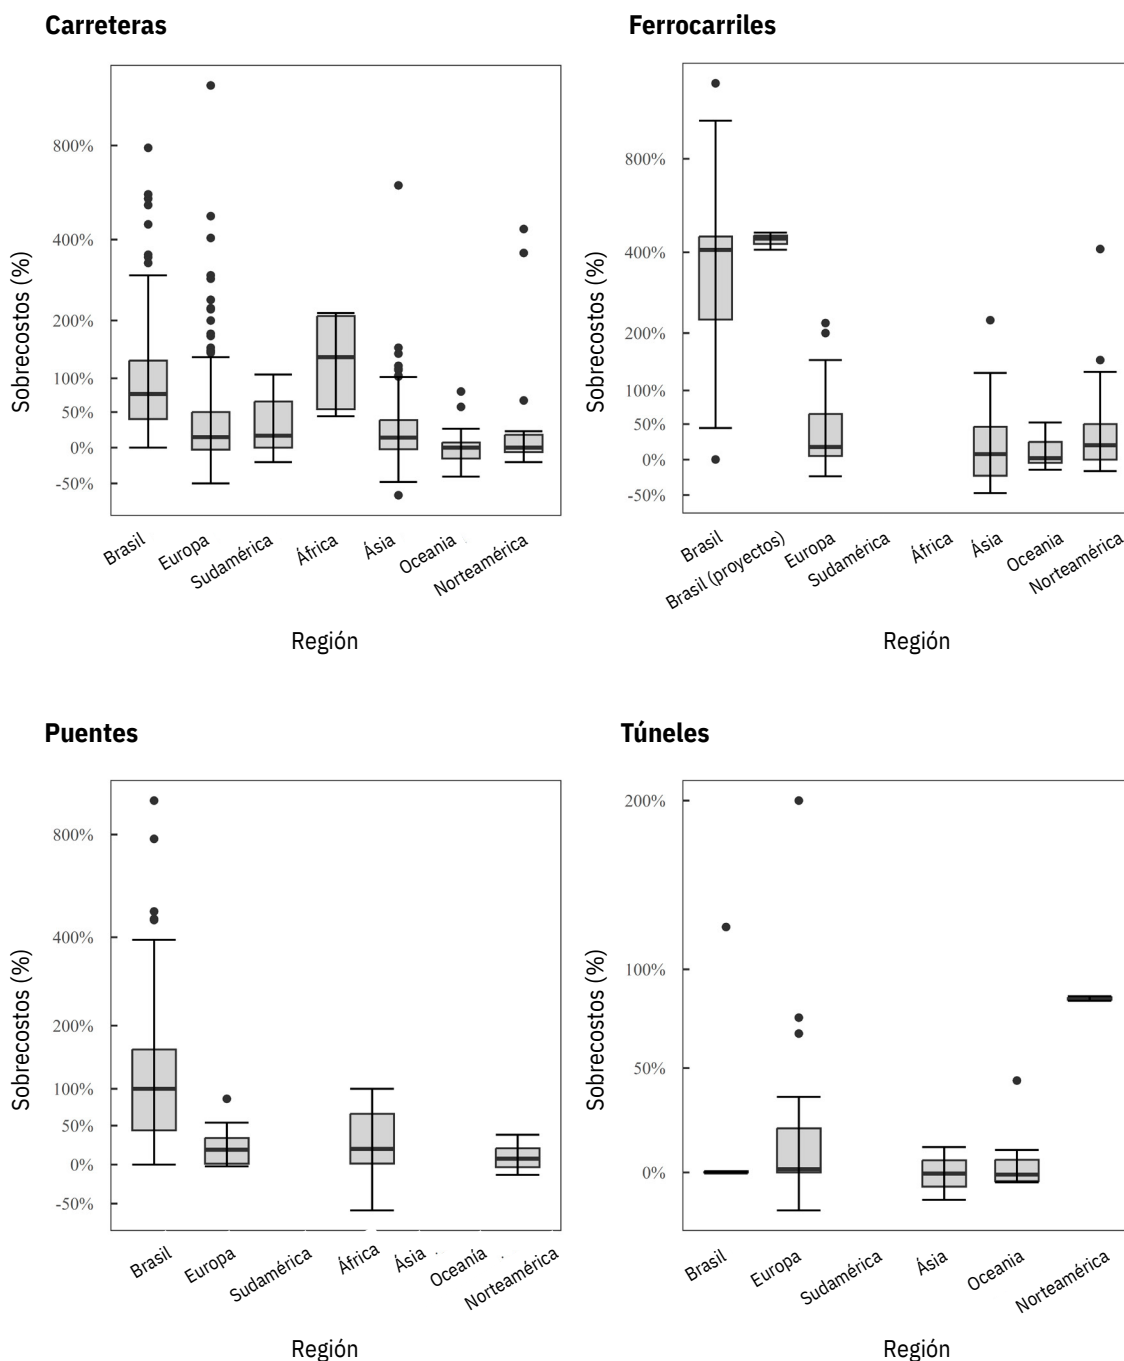 Carreteras
Sobrecostos (%)
800%
400%
200%
100%
50%
0%
-50%
Brasil
Europa
Sudamérica
África
Ásia
Oceania
Norteamérica
Región
Ferrocarriles
Sobrecostos (%)
800%
400%
200%
100%
50%
0%
-50%
Brasil
Brasil (proyectos)
Europa
Sudamérica
África
Ásia
Oceania
Norteamérica
Región
Puentes
Sobrecostos (%)
800%
400%
200%
100%
50%
0%
-50%
Brasil
Europa
Sudamérica
África
Ásia
Oceanía
Norteamérica
Región
Túneles
Sobrecostos (%)
200%
100%
50%
0%
Brasil
Europa
Sudamérica
Ásia
Oceania
Norteamérica
Región